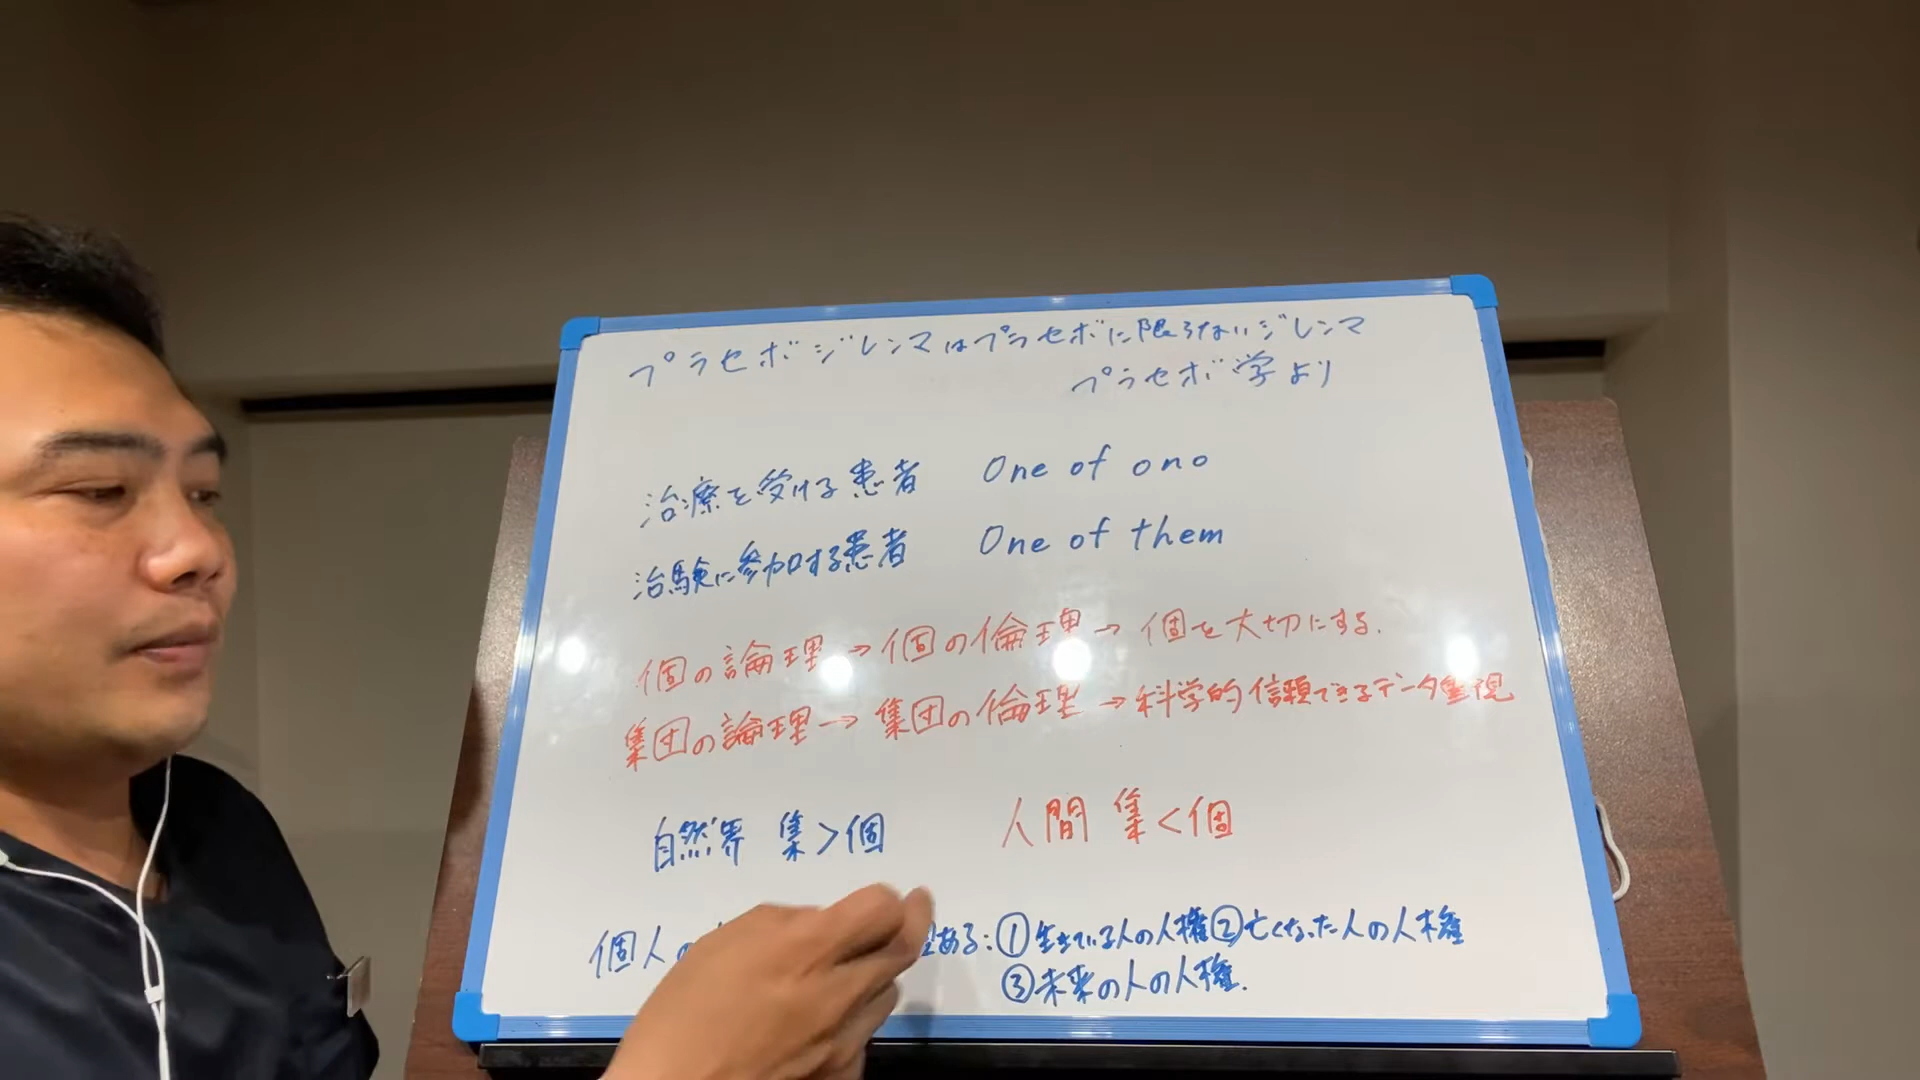 プラセボジレンマはプラセボに限らないジレンマ
プラセボ学より
治療を受ける患者 One of ono
治験に参加する患者 One of them
個の論理→個の倫理→個を大切にする.
集団の論理→集団の倫理→科学的信頼できるデータ重視
自然界 集>個 人間 集<個
個人の ある:①生きている人の人権②亡くなった人の人権
③未来の人の人権.